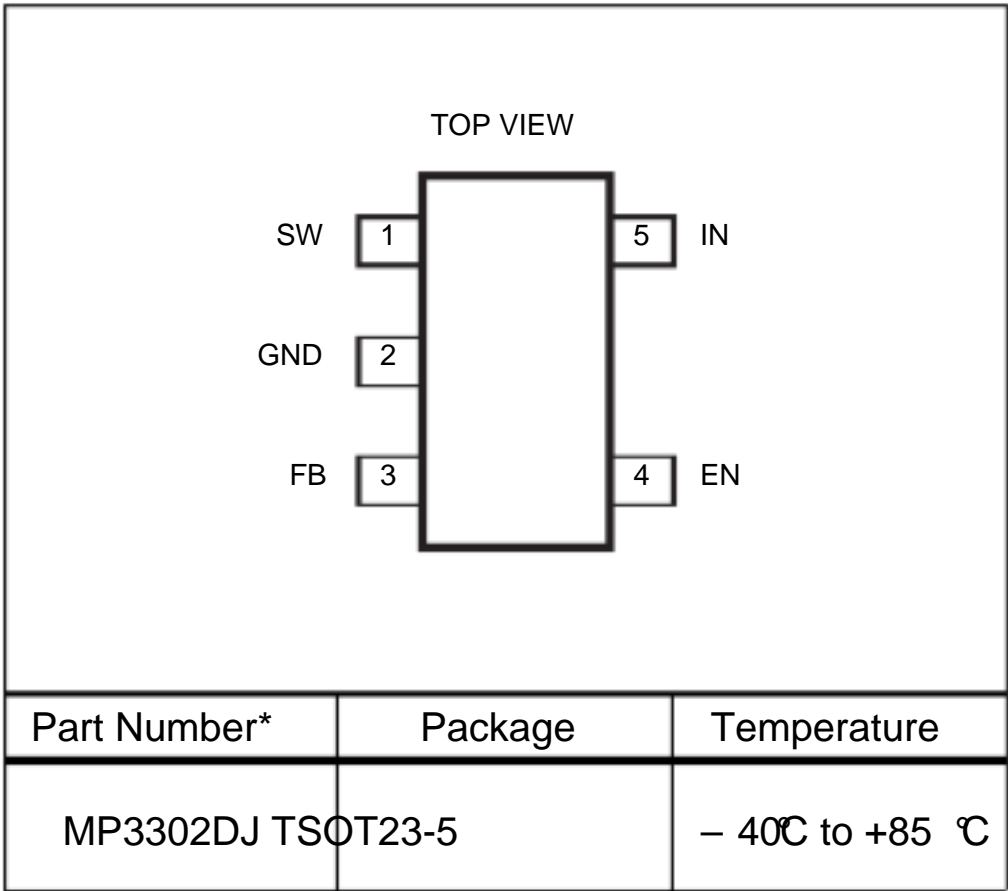 TOP VIEW
SW 1 5 IN
GND 2
FB 3 4 EN
Part Number* Package Temperature
MP3302DJ TSOT23-5 – 40℃ to +85 ℃